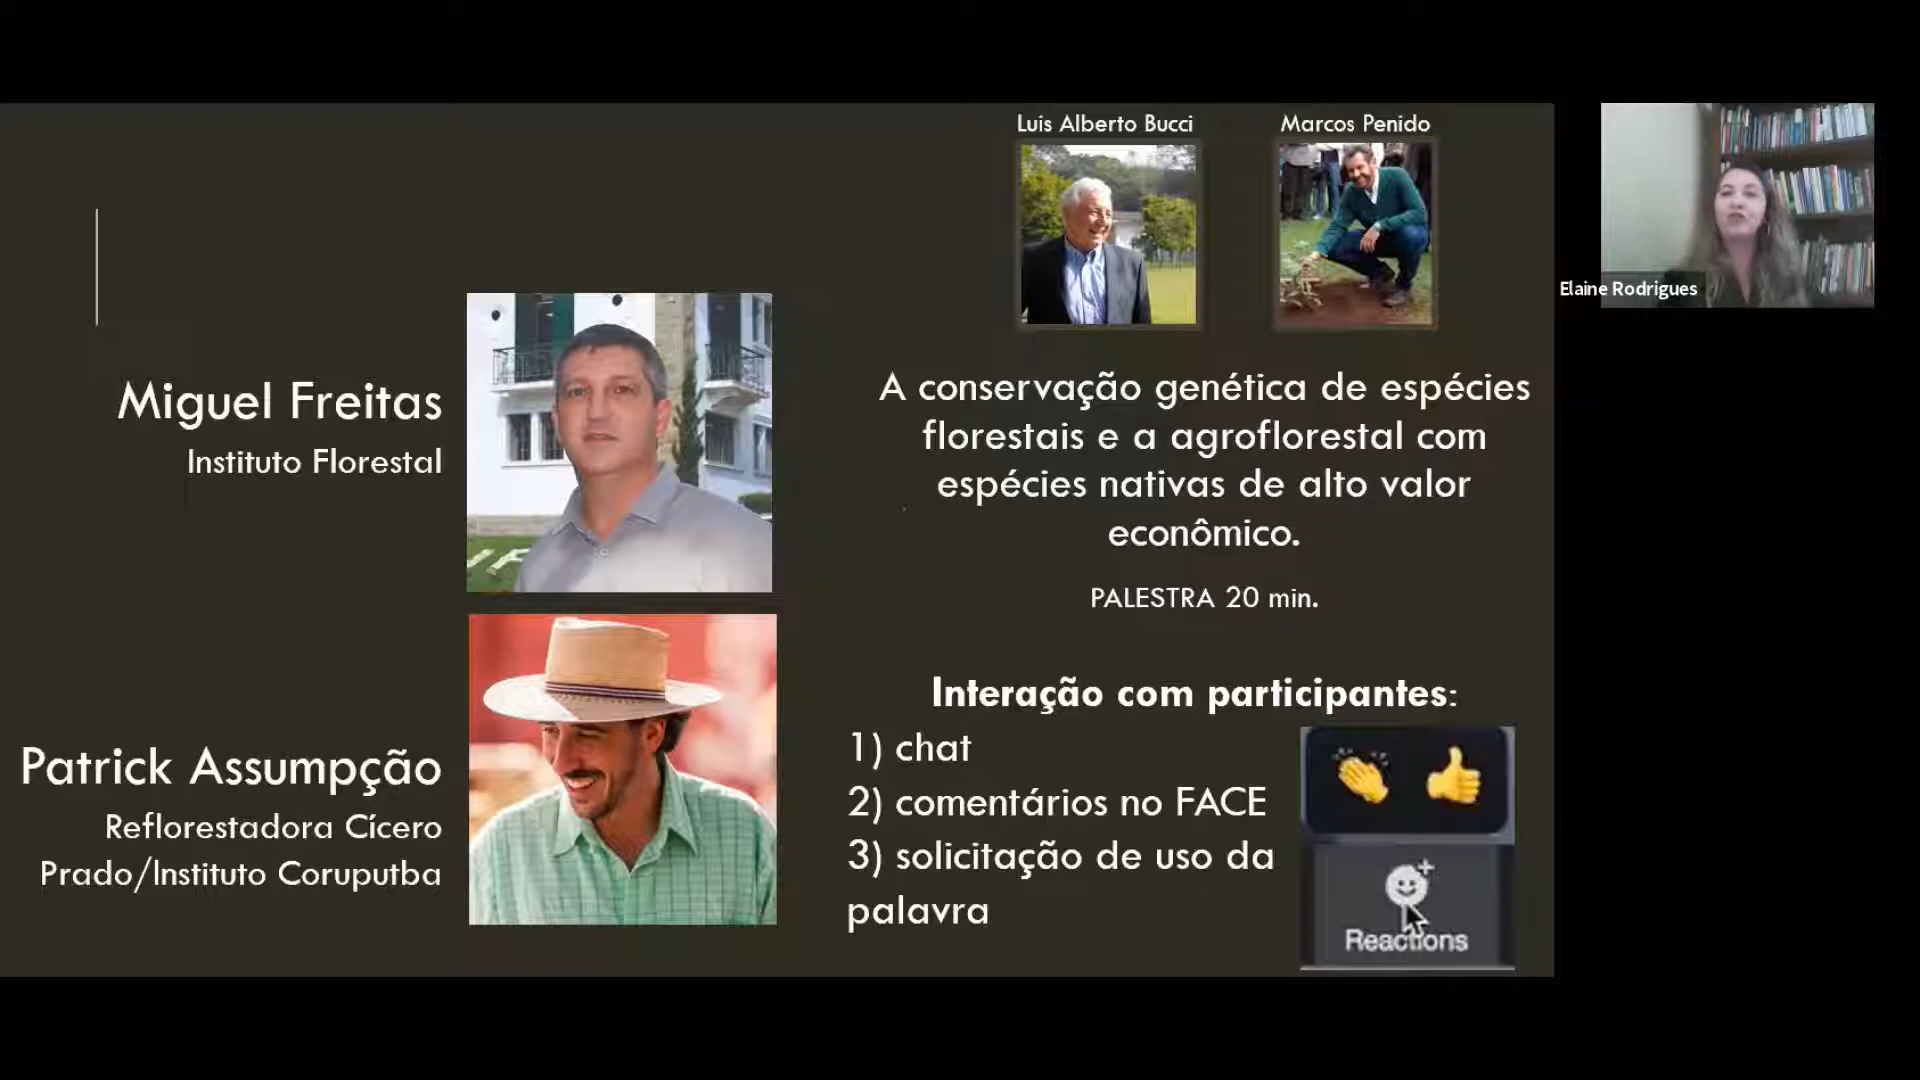 Luis Alberto Bucci
Marcos Penido
Elaine Rodrigues
Miguel Freitas
Instituto Florestal
A conservação genética de espécies
florestais e a agroflorestal com
espécies nativas de alto valor
econômico.
PALESTRA 20 min.
Patrick Assumpção
Reflorestadora Cícero
Prado/Instituto Coruputba
Interação com participantes:
1) chat
2) comentários no FACE
3) solicitação de uso da
palavra
Reactions